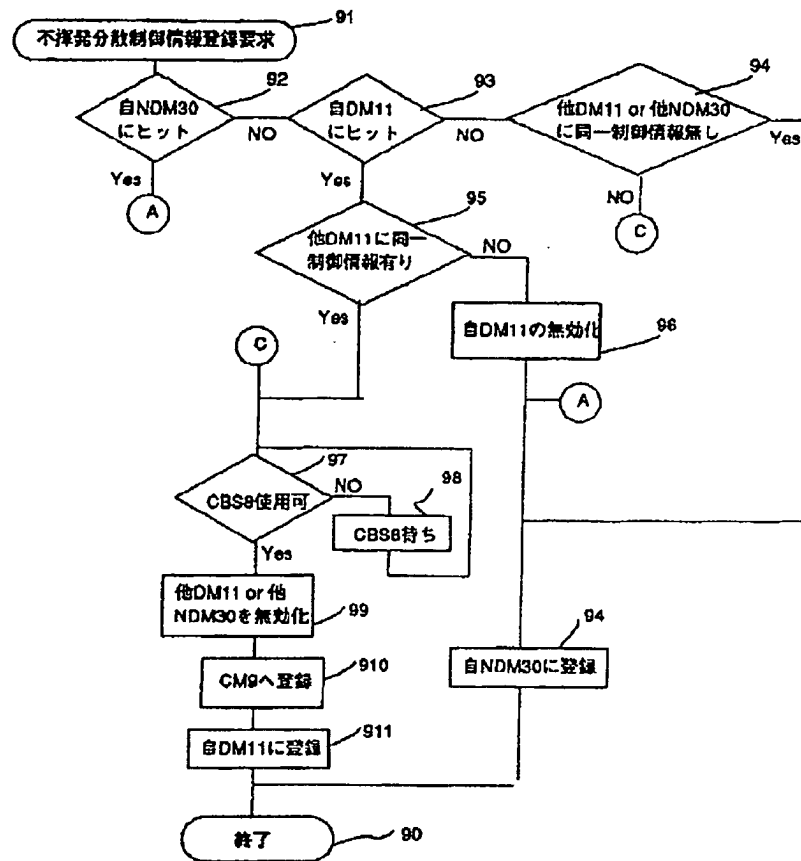 不揮発分散制御情報登録要求
91
自NDM30
にヒット
92
NO
Yes
A
自DM11
にヒット
93
NO
Yes
他DM11 or 他NDM30
に同一制御情報無し
94
Yes
NO
C
他DM11に同一
制御情報有り
95
NO
Yes
自DM11の無効化
96
C
A
CBS8使用可
97
NO
Yes
CBS8待ち
98
他DM11 or 他
NDM30を無効化
99
自NDM30に登録
94
CM9へ登録
910
自DM11に登録
911
終了
90